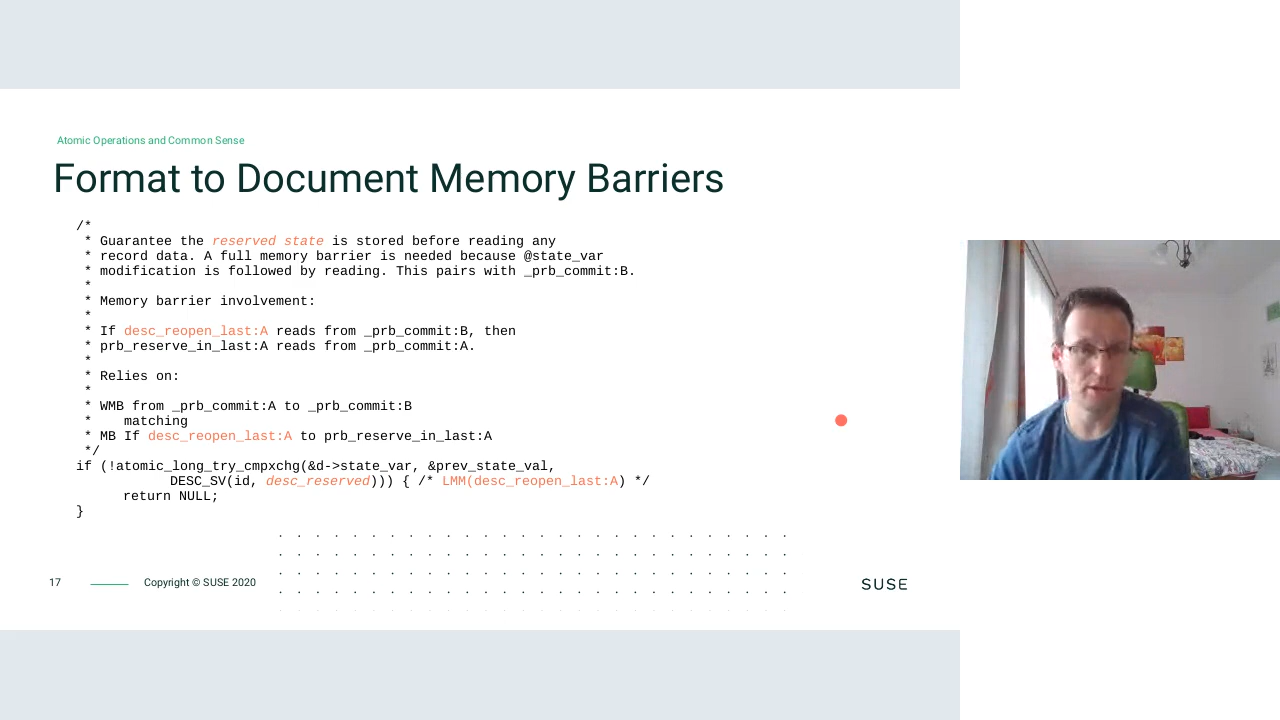 Atomic Operations and Common Sense
Format to Document Memory Barriers
/*
 * Guarantee the reserved state is stored before reading any
 * record data. A full memory barrier is needed because @state_var
 * modification is followed by reading. This pairs with _prb_commit:B.
 *
 * Memory barrier involvement:
 *
 * If desc_reopen_last:A reads from _prb_commit:B, then
 * prb_reserve_in_last:A reads from _prb_commit:A.
 *
 * Relies on:
 *
 * WMB from _prb_commit:A to _prb_commit:B
 *    matching
 * MB If desc_reopen_last:A to prb_reserve_in_last:A
 */
if (!atomic_long_try_cmpxchg(&d->state_var, &prev_state_val,
            DESC_SV(id, desc_reserved))) { /* LMM(desc_reopen_last:A) */
      return NULL;
}
17 Copyright © SUSE 2020
SUSE